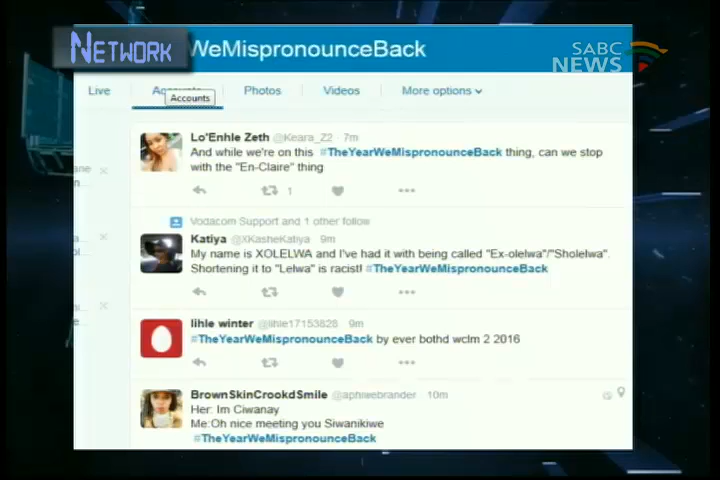 NETWORK
WeMispronounceBack
SABC
NEWS
Live
Accounts
Photos
Videos
More options
Accounts
Lo'Enhle Zeth @Keara_Z2 · 7m
And while we're on this #TheYearWeMispronounceBack thing, can we stop
with the "En-Claire" thing
1
Vodacom Support and 1 other follow
Katiya @XKasheKatiya · 9m
My name is XOLELWA and I've had it with being called "Ex-olelwa"/"Sholelwa".
Shortening it to "Lelwa" is racist! #TheYearWeMispronounceBack
lihle winter @lihle17153828 · 9m
#TheYearWeMispronounceBack by ever bothd wclm 2 2016
BrownSkinCrookdSmile @aphiwebrander · 10m
Her: Im Ciwanay
Me:Oh nice meeting you Siwanikiwe
#TheYearWeMispronounceBack